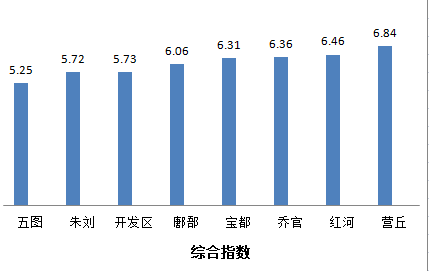 5.25 5.72 5.73 6.06 6.31 6.36 6.46 6.84
五图 朱刘 开发区 鄌郚 宝都 乔官 红河 营丘
综合指数